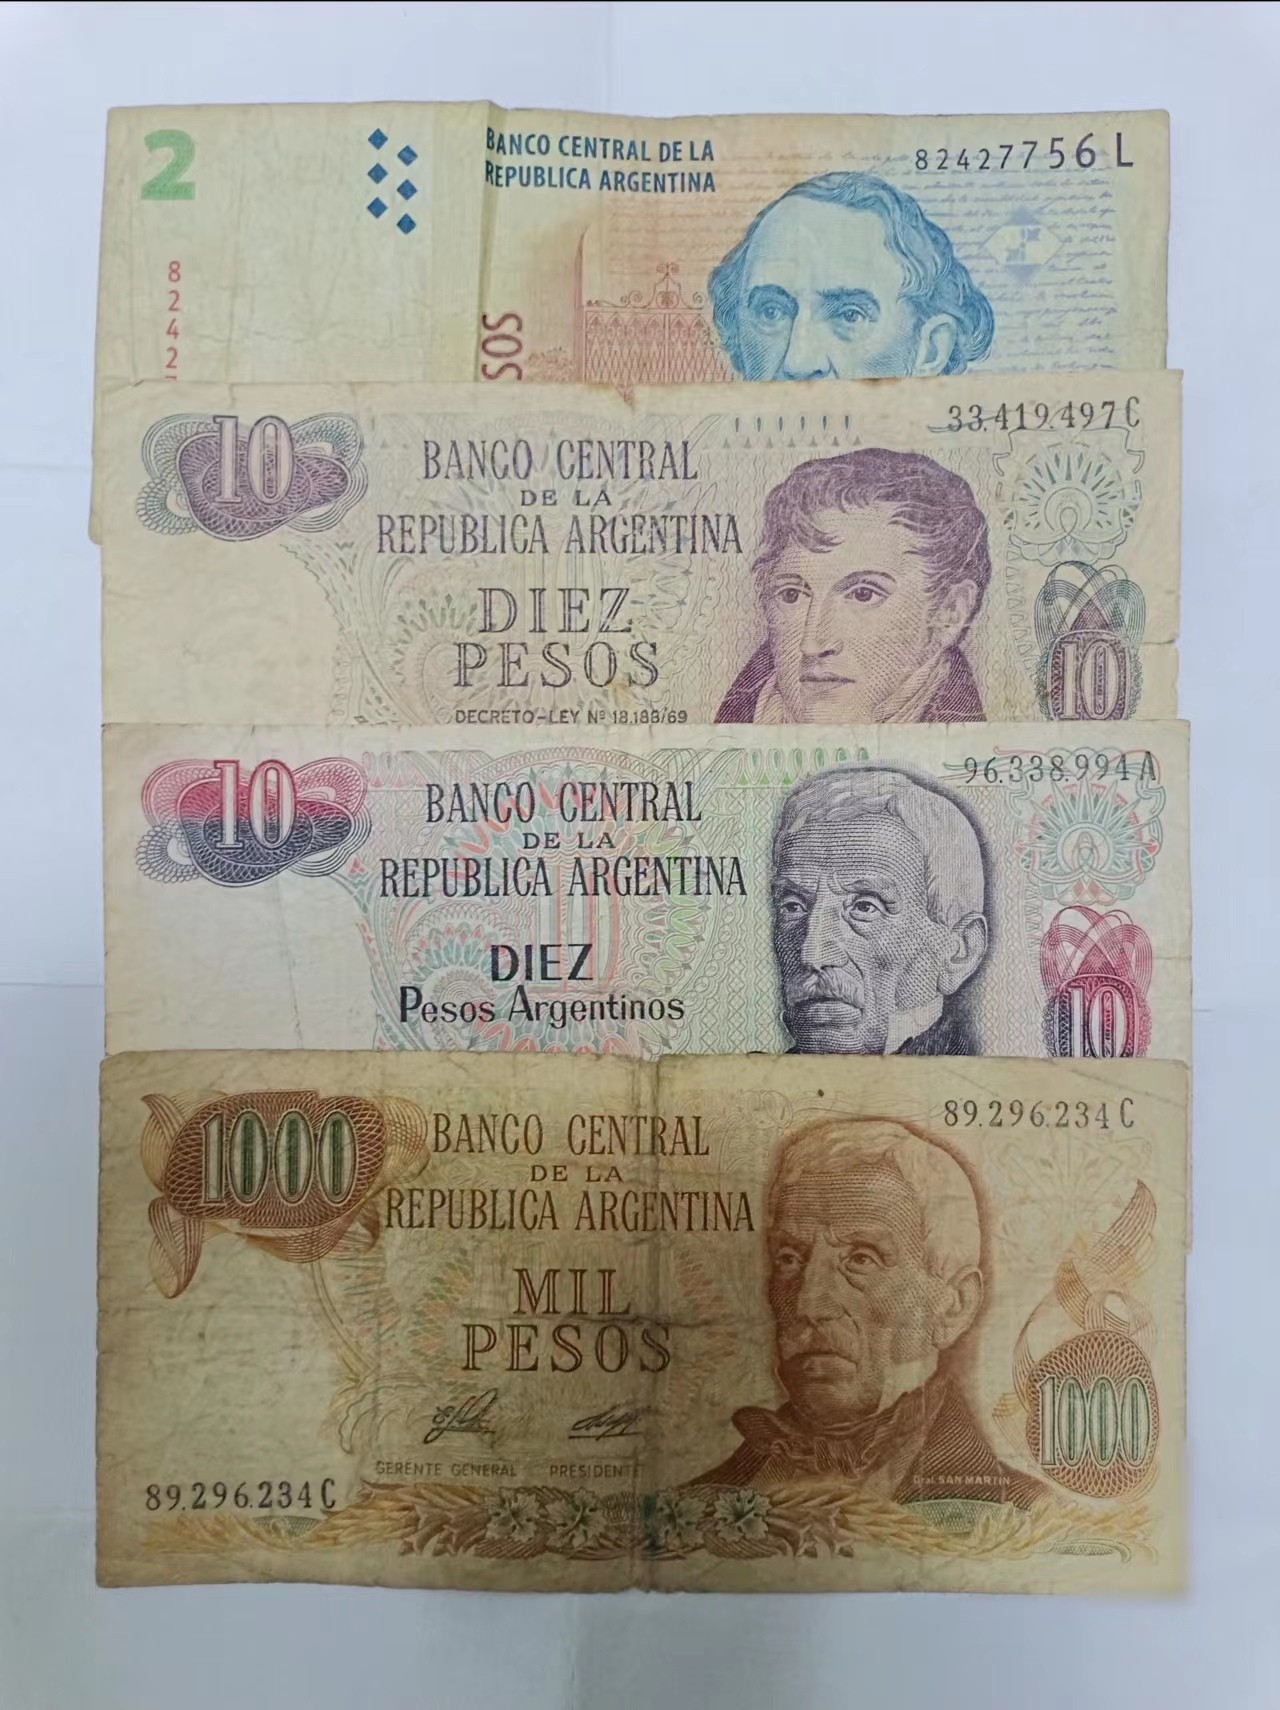 2
BANCO CENTRAL DE LA
REPUBLICA ARGENTINA
82427756 L
8
2
4
2
SOS
10
33.419.497 C
BANCO CENTRAL
DE LA
REPUBLICA ARGENTINA
DIEZ
PESOS
10
DECRETO-LEY Nº 18.188/69
10
96.338.994 A
BANCO CENTRAL
DE LA
REPUBLICA ARGENTINA
DIEZ
Pesos Argentinos
10
1000
89.296.234 C
BANCO CENTRAL
DE LA
REPUBLICA ARGENTINA
MIL
PESOS
1000
GERENTE GENERAL PRESIDENTE
Gral. SAN MARTIN
89.296.234 C